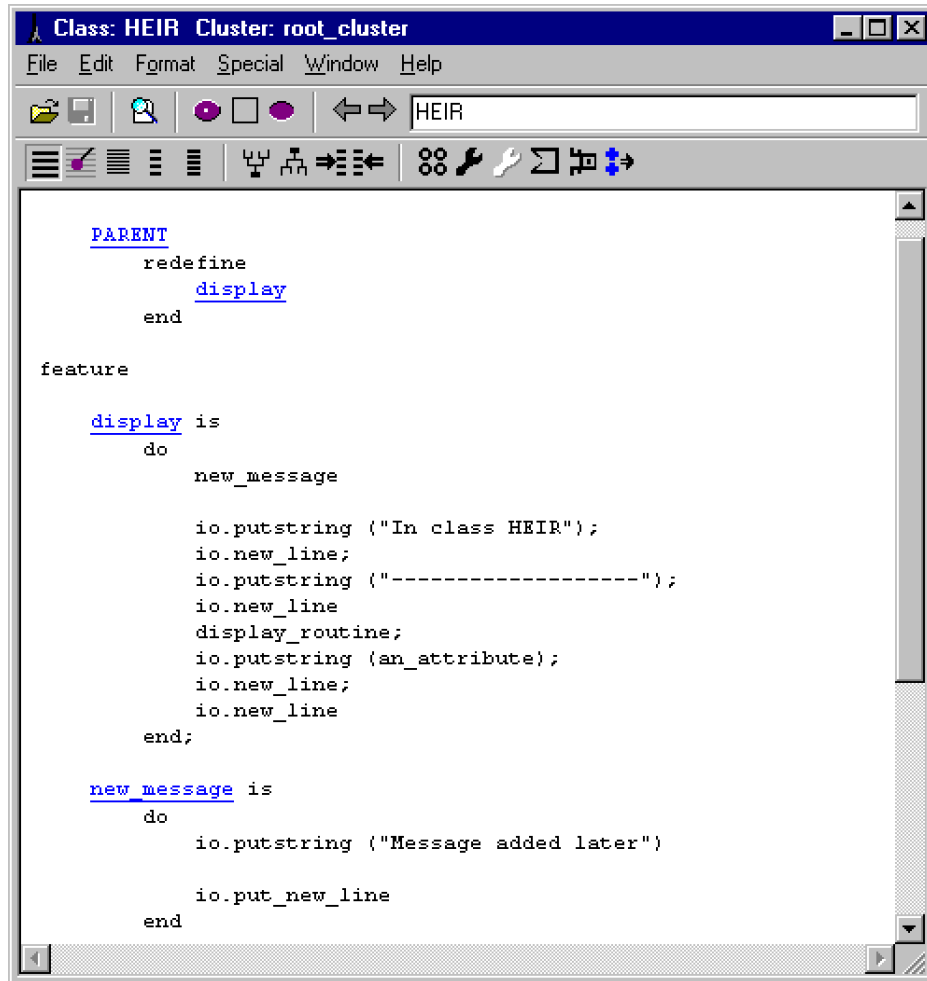 Class: HEIR Cluster: root_cluster
File Edit Format Special Window Help
HEIR
PARENT
redefine
display
end
feature
display is
do
new_message
io.putstring ("In class HEIR");
io.new_line;
io.putstring ("-------------------");
io.new_line
display_routine;
io.putstring (an_attribute);
io.new_line;
io.new_line
end;
new_message is
do
io.putstring ("Message added later")
io.put_new_line
end